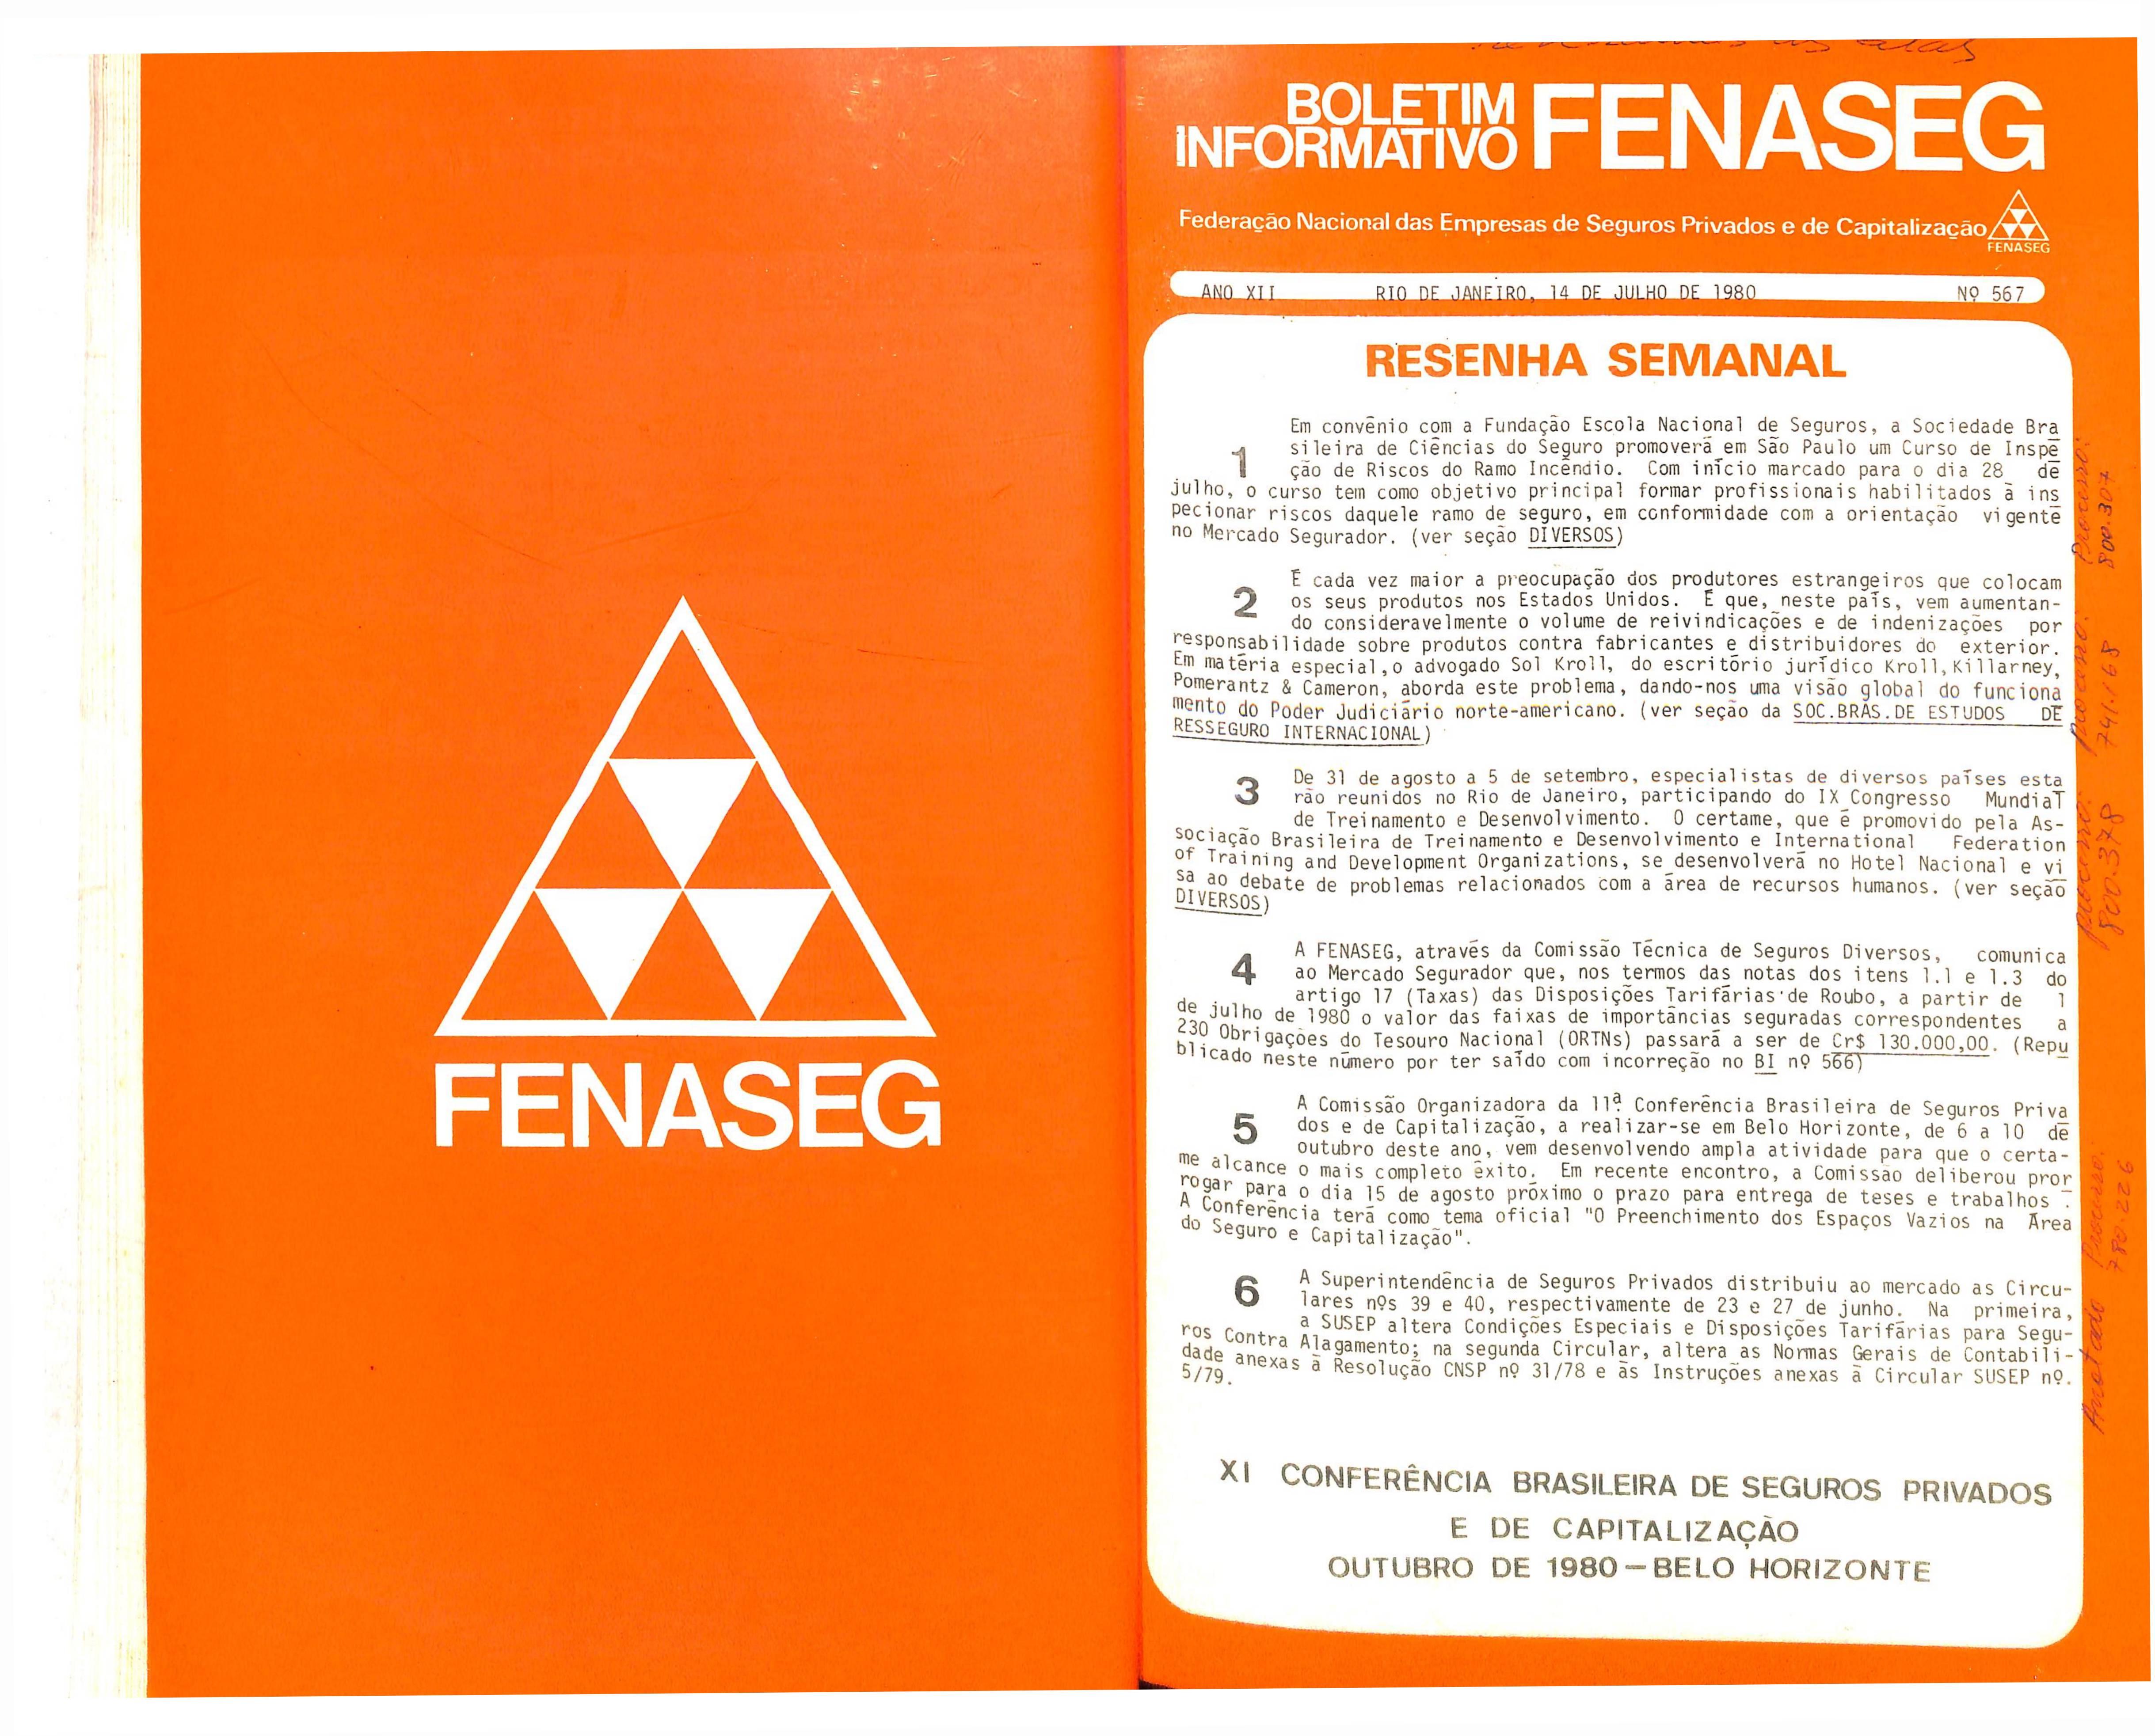 FENASEG
BOLETIM
INFORMATIVO FENASEG
Federação Nacional das Empresas de Seguros Privados e de Capitalização
FENASEG
ANO XII RIO DE JANEIRO, 14 DE JULHO DE 1980 Nº 567
RESENHA SEMANAL
1
Em convênio com a Fundação Escola Nacional de Seguros, a Sociedade Bra
sileira de Ciências do Seguro promoverá em São Paulo um Curso de Inspe
ção de Riscos do Ramo Incêndio. Com início marcado para o dia 28 de
julho, o curso tem como objetivo principal formar profissionais habilitados à ins
pecionar riscos daquele ramo de seguro, em conformidade com a orientação vigente
no Mercado Segurador. (ver seção DIVERSOS)
2
É cada vez maior a preocupação dos produtores estrangeiros que colocam
os seus produtos nos Estados Unidos. É que, neste país, vem aumentan-
do consideravelmente o volume de reivindicações e de indenizações por
responsabilidade sobre produtos contra fabricantes e distribuidores do exterior.
Em matéria especial, o advogado Sol Kroll, do escritório jurídico Kroll, Killarney,
Pomerantz & Cameron, aborda este problema, dando-nos uma visão global do funciona
mento do Poder Judiciário norte-americano. (ver seção da SOC.BRAS.DE ESTUDOS DE
RESSEGURO INTERNACIONAL)
3
De 31 de agosto a 5 de setembro, especialistas de diversos países esta
rão reunidos no Rio de Janeiro, participando do IX Congresso Mundial
de Treinamento e Desenvolvimento. O certame, que é promovido pela As-
sociação Brasileira de Treinamento e Desenvolvimento e International Federation
of Training and Development Organizations, se desenvolverá no Hotel Nacional e vi
sa ao debate de problemas relacionados com a área de recursos humanos. (ver seção
DIVERSOS)
4
A FENASEG, através da Comissão Técnica de Seguros Diversos, comunica
ao Mercado Segurador que, nos termos das notas dos itens 1.1 e 1.3 do
artigo 17 (Taxas) das Disposições Tarifárias de Roubo, a partir de 1
de julho de 1980 o valor das faixas de importâncias seguradas correspondentes a
230 Obrigações do Tesouro Nacional (ORTNs) passará a ser de Cr$ 130.000,00. (Repu
blicado neste número por ter saído com incorreção no BI nº 566)
5
A Comissão Organizadora da 11ª Conferência Brasileira de Seguros Priva
dos e de Capitalização, a realizar-se em Belo Horizonte, de 6 a 10 de
outubro deste ano, vem desenvolvendo ampla atividade para que o certa-
me alcance o mais completo êxito. Em recente encontro, a Comissão deliberou pror
rogar para o dia 15 de agosto próximo o prazo para entrega de teses e trabalhos .
A Conferência terá como tema oficial "O Preenchimento dos Espaços Vazios na Área
do Seguro e Capitalização".
6
A Superintendência de Seguros Privados distribuiu ao mercado as Circu-
lares nºs 39 e 40, respectivamente de 23 e 27 de junho. Na primeira,
a SUSEP altera Condições Especiais e Disposições Tarifárias para Segu-
ros Contra Alagamento; na segunda Circular, altera as Normas Gerais de Contabili-
dade anexas à Resolução CNSP nº 31/78 e às Instruções anexas à Circular SUSEP nº.
5/79.
XI CONFERÊNCIA BRASILEIRA DE SEGUROS PRIVADOS
E DE CAPITALIZAÇÃO
OUTUBRO DE 1980 — BELO HORIZONTE
Anotado Processo:
780.226
processo:
800.378
processo:
741.168
Processo:
800.307